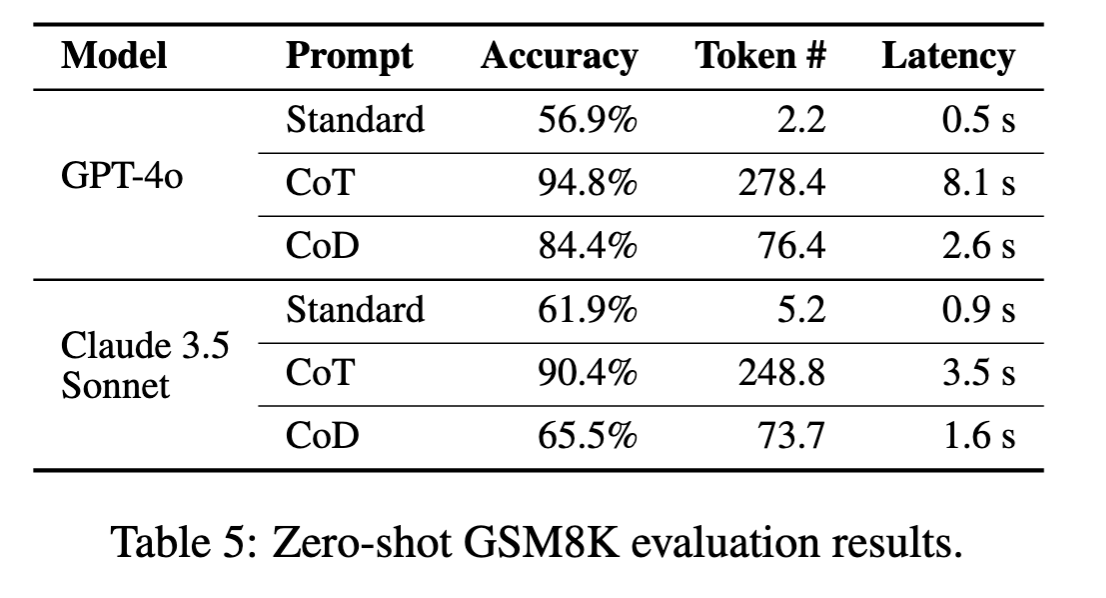 Model Prompt Accuracy Token # Latency
GPT-4o
Standard 56.9% 2.2 0.5 s
CoT 94.8% 278.4 8.1 s
CoD 84.4% 76.4 2.6 s
Claude 3.5
Sonnet
Standard 61.9% 5.2 0.9 s
CoT 90.4% 248.8 3.5 s
CoD 65.5% 73.7 1.6 s
Table 5: Zero-shot GSM8K evaluation results.